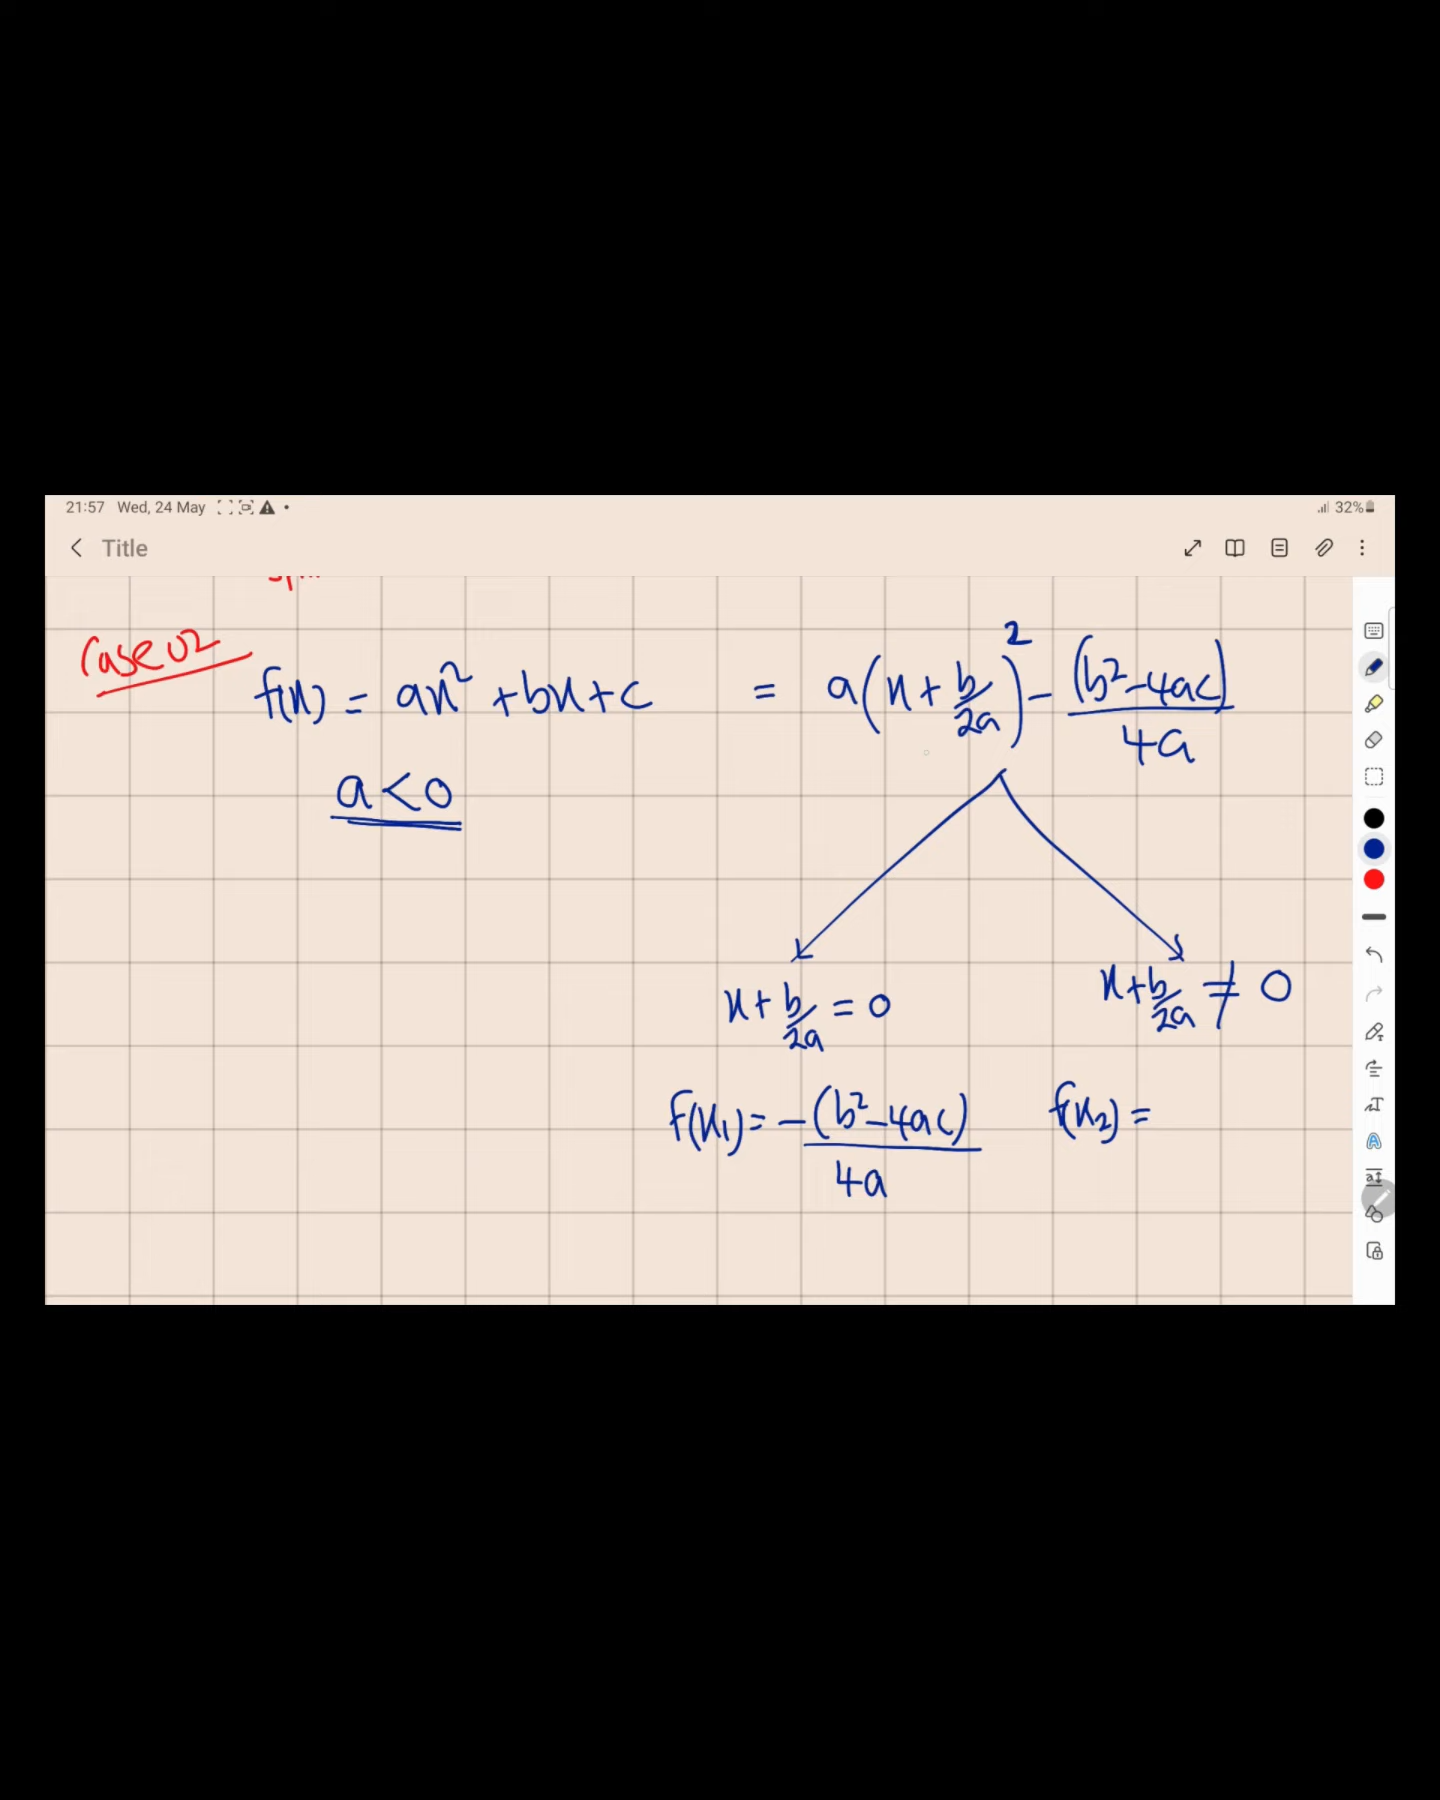 21:57 Wed, 24 May
32%
Title
Case 02
f(x) = ax² + bx + c = a(x + b/2a)² - (b² - 4ac)/4a
a < 0
x + b/2a = 0
x + b/2a ≠ 0
f(x₁) = -(b² - 4ac)/4a
f(x₂) =